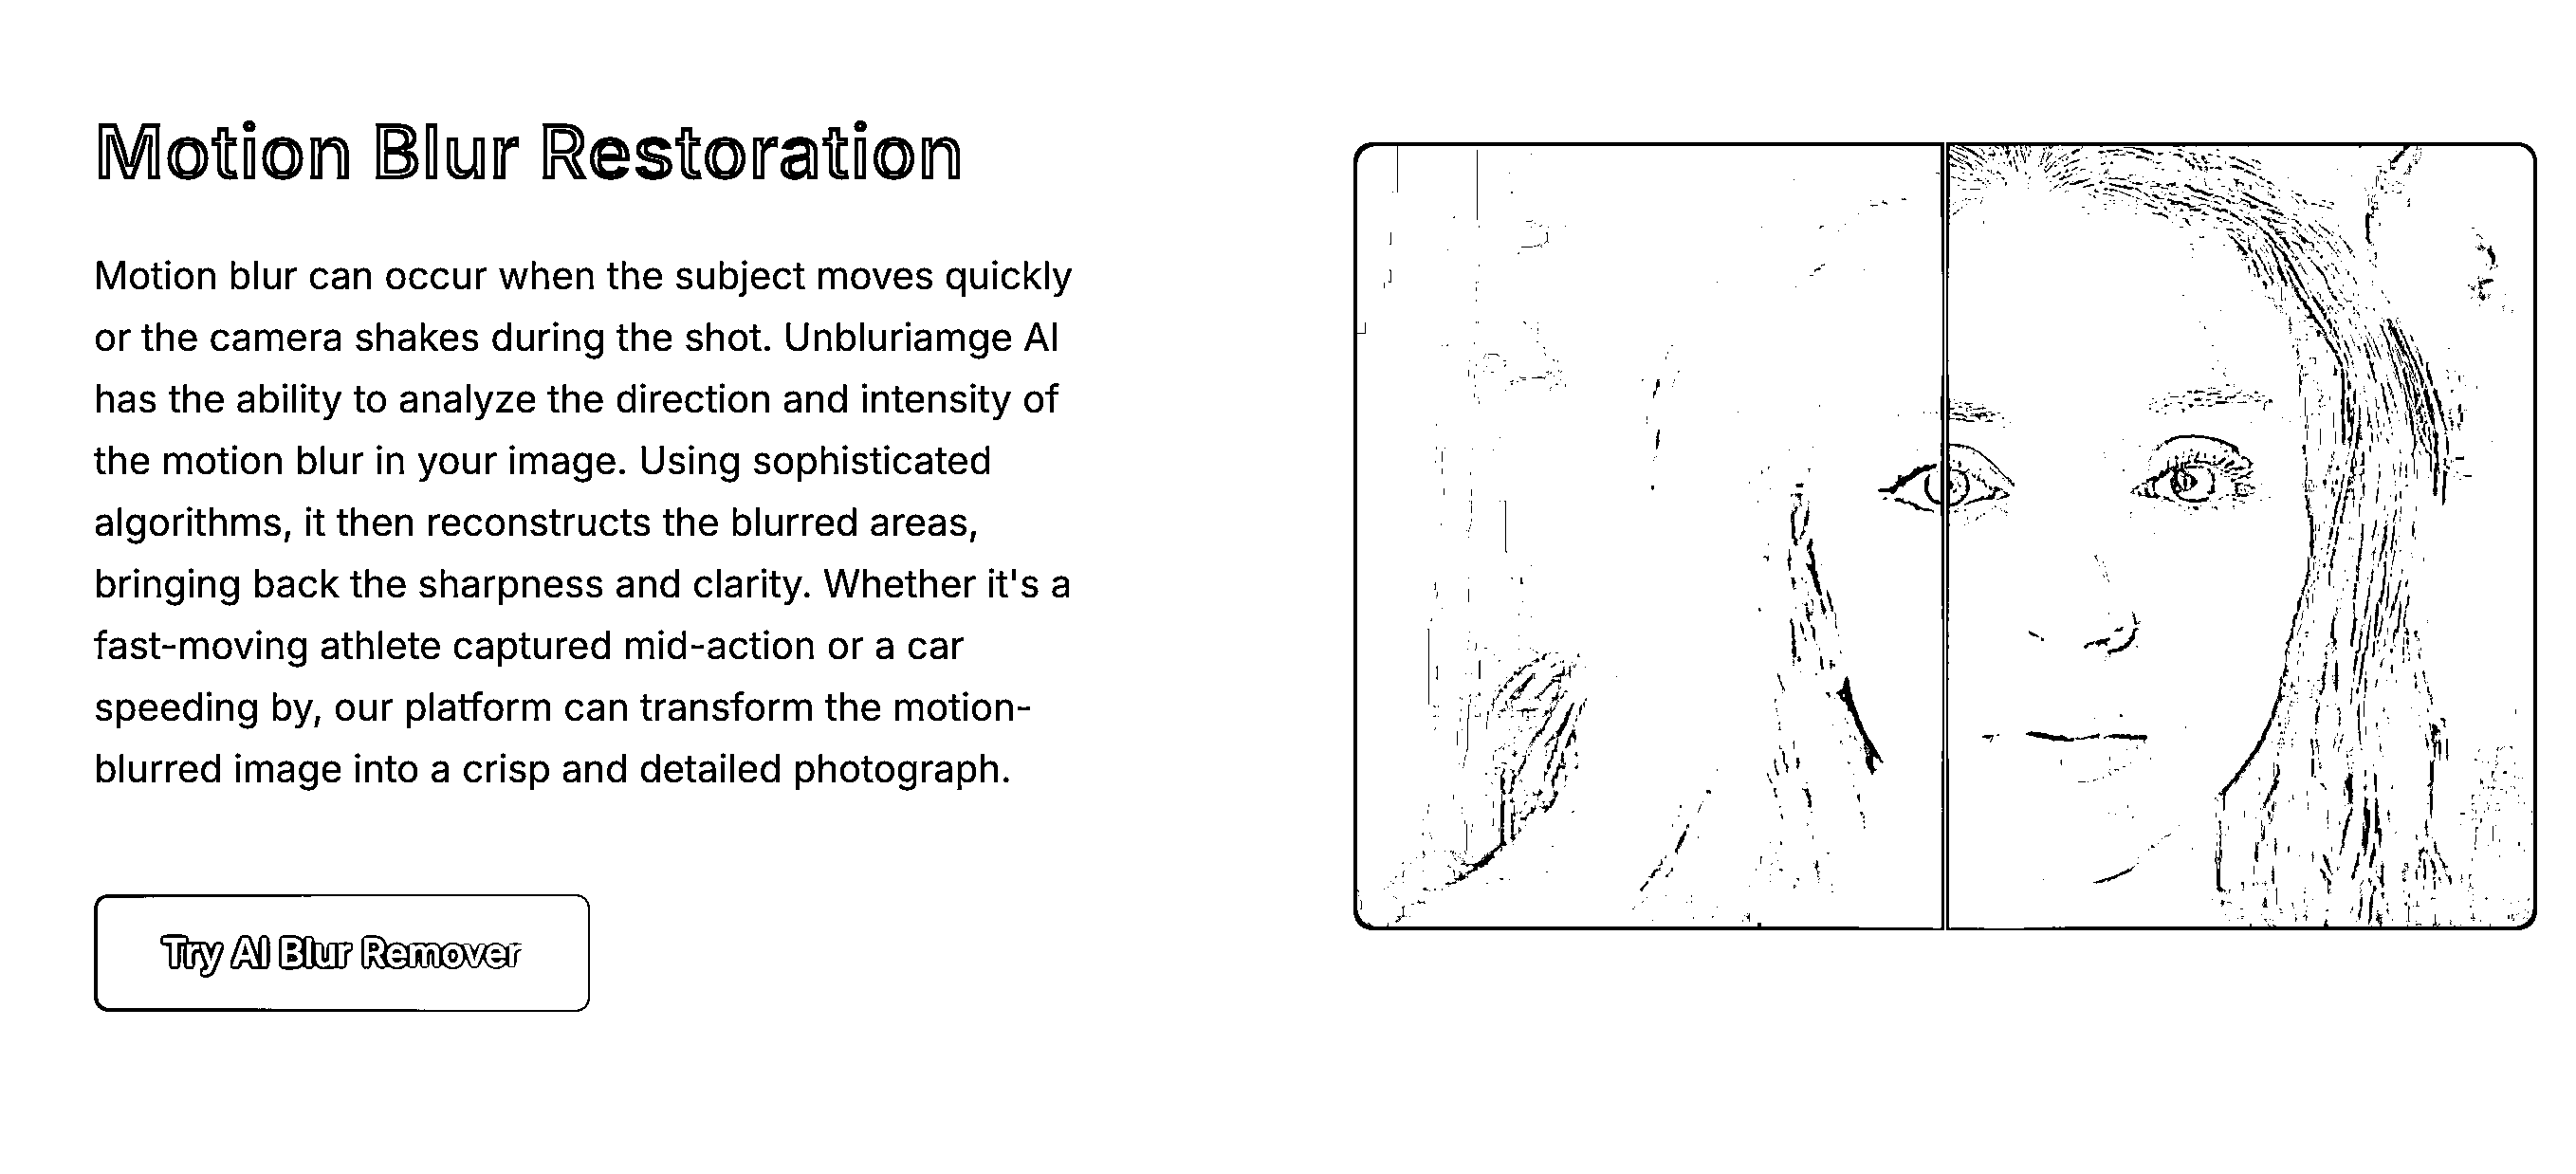 Motion Blur Restoration
Motion blur can occur when the subject moves quickly
or the camera shakes during the shot. Unbluriamge AI
has the ability to analyze the direction and intensity of
the motion blur in your image. Using sophisticated
algorithms, it then reconstructs the blurred areas,
bringing back the sharpness and clarity. Whether it's a
fast-moving athlete captured mid-action or a car
speeding by, our platform can transform the motion-
blurred image into a crisp and detailed photograph.
Try AI Blur Remover